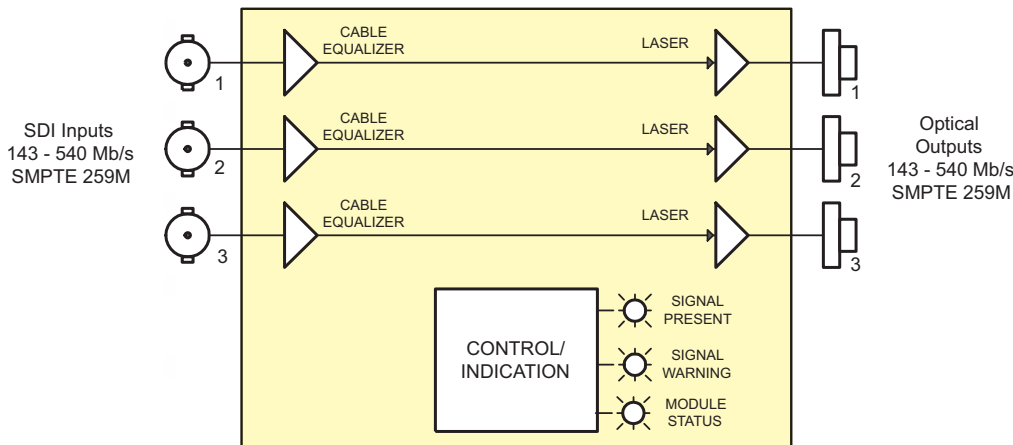 CABLE
EQUALIZER
LASER
1
1
CABLE
EQUALIZER
LASER
2
2
SDI Inputs
143 - 540 Mb/s
SMPTE 259M
Optical
Outputs
143 - 540 Mb/s
SMPTE 259M
CABLE
EQUALIZER
LASER
3
3
CONTROL/
INDICATION
SIGNAL
PRESENT
SIGNAL
WARNING
MODULE
STATUS